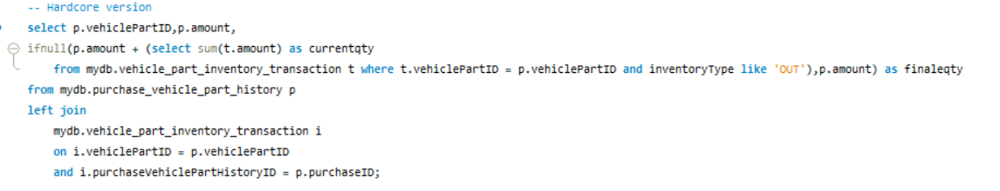 -- Hardcore version
select p.vehiclePartID,p.amount,
ifnull(p.amount + (select sum(t.amount) as currentqty
from mydb.vehicle_part_inventory_transaction t where t.vehiclePartID = p.vehiclePartID and inventoryType like 'OUT'),p.amount) as finaleqty
from mydb.purchase_vehicle_part_history p
left join
mydb.vehicle_part_inventory_transaction i
on i.vehiclePartID = p.vehiclePartID
and i.purchaseVehiclePartHistoryID = p.purchaseID;